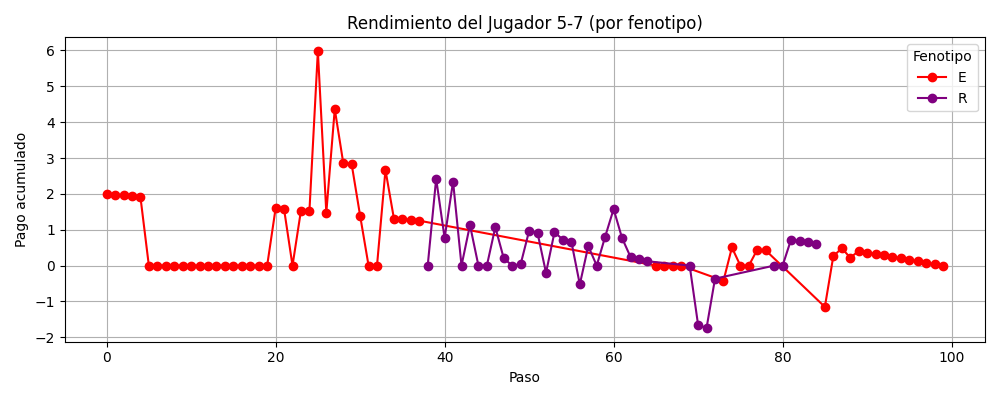 Rendimiento del Jugador 5-7 (por fenotipo)
Pago acumulado
6
5
4
3
2
1
0
−1
−2
0 20 40 60 80 100
Paso
Fenotipo
E
R